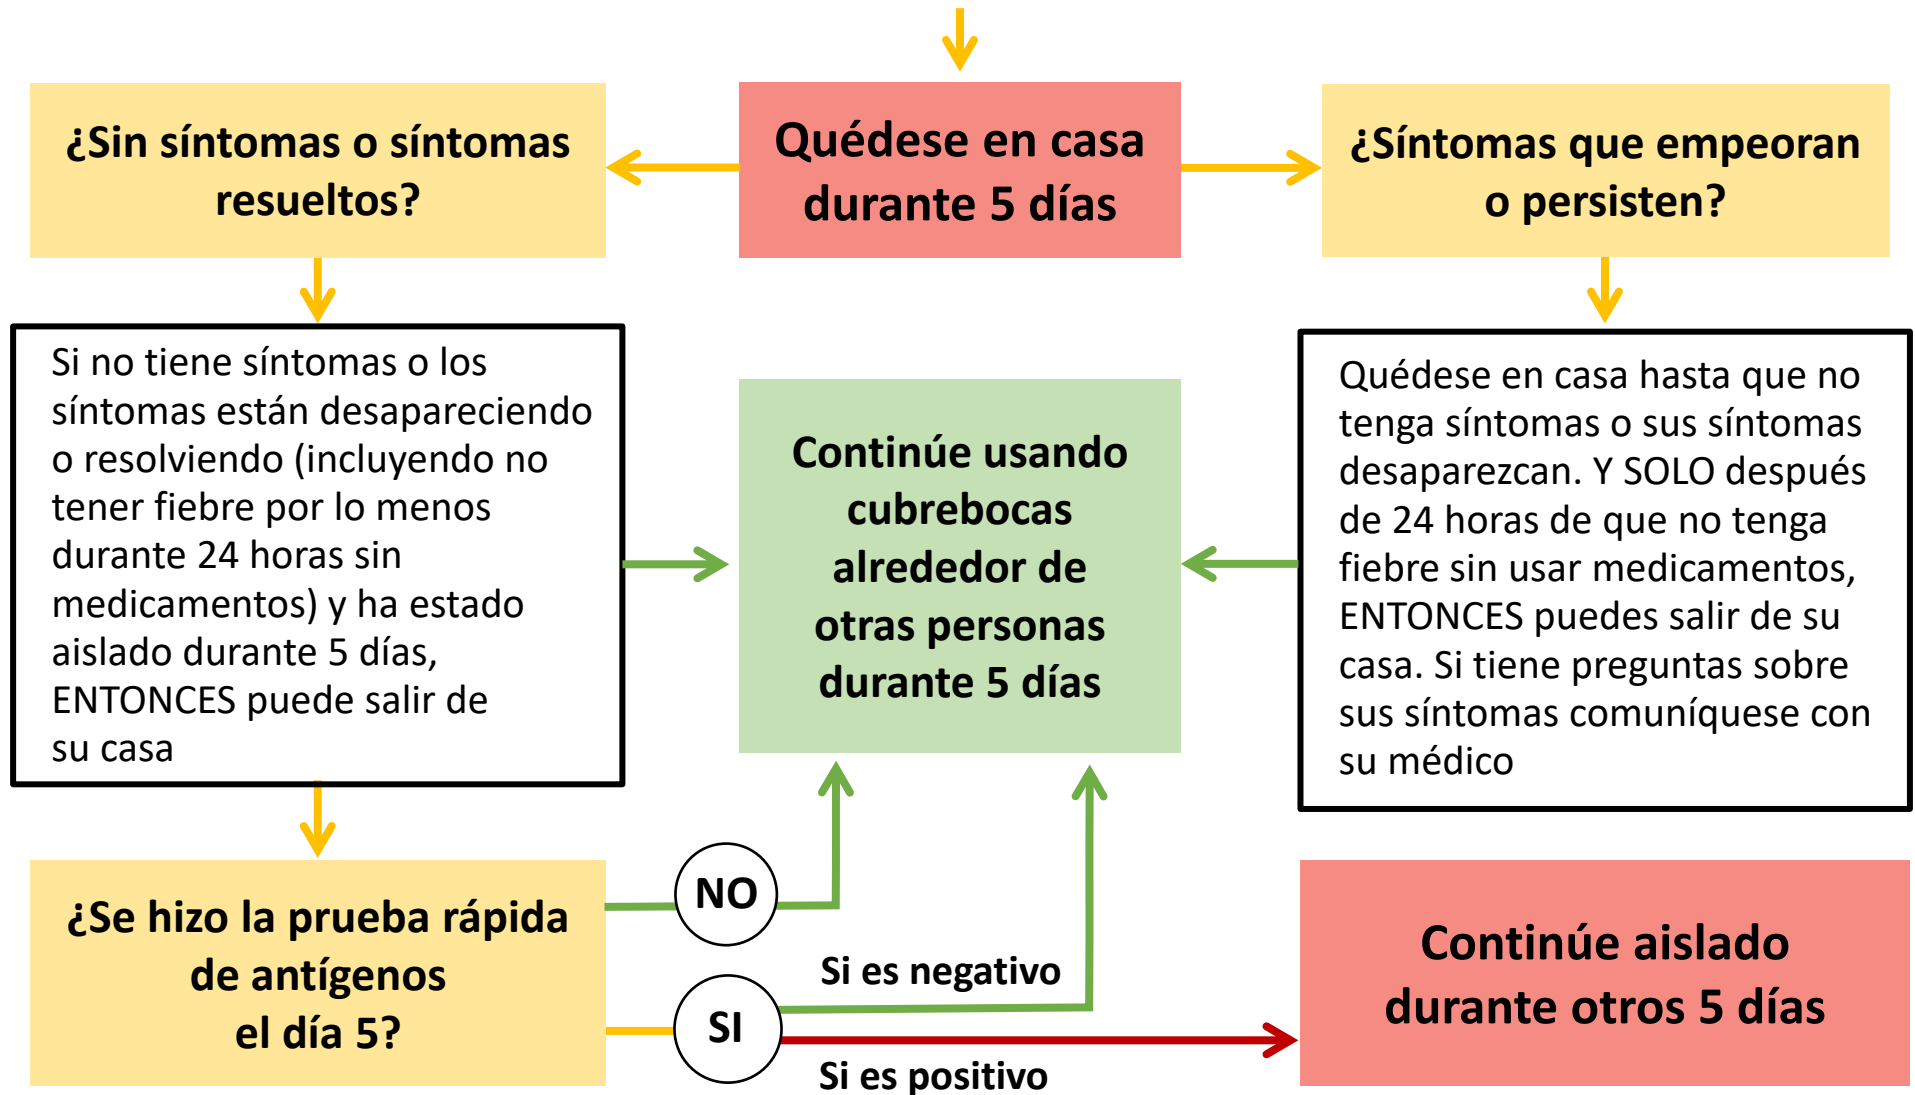 ¿Sin síntomas o síntomas
resueltos?
Quédese en casa
durante 5 días
¿Síntomas que empeoran
o persisten?
Si no tiene síntomas o los
síntomas están desapareciendo
o resolviendo (incluyendo no
tener fiebre por lo menos
durante 24 horas sin
medicamentos) y ha estado
aislado durante 5 días,
ENTONCES puede salir de
su casa
Continúe usando
cubrebocas
alrededor de
otras personas
durante 5 días
Quédese en casa hasta que no
tenga síntomas o sus síntomas
desaparezcan. Y SOLO después
de 24 horas de que no tenga
fiebre sin usar medicamentos,
ENTONCES puedes salir de su
casa. Si tiene preguntas sobre
sus síntomas comuníquese con
su médico
¿Se hizo la prueba rápida
de antígenos
el día 5?
NO
SI
Si es negativo
Si es positivo
Continúe aislado
durante otros 5 días